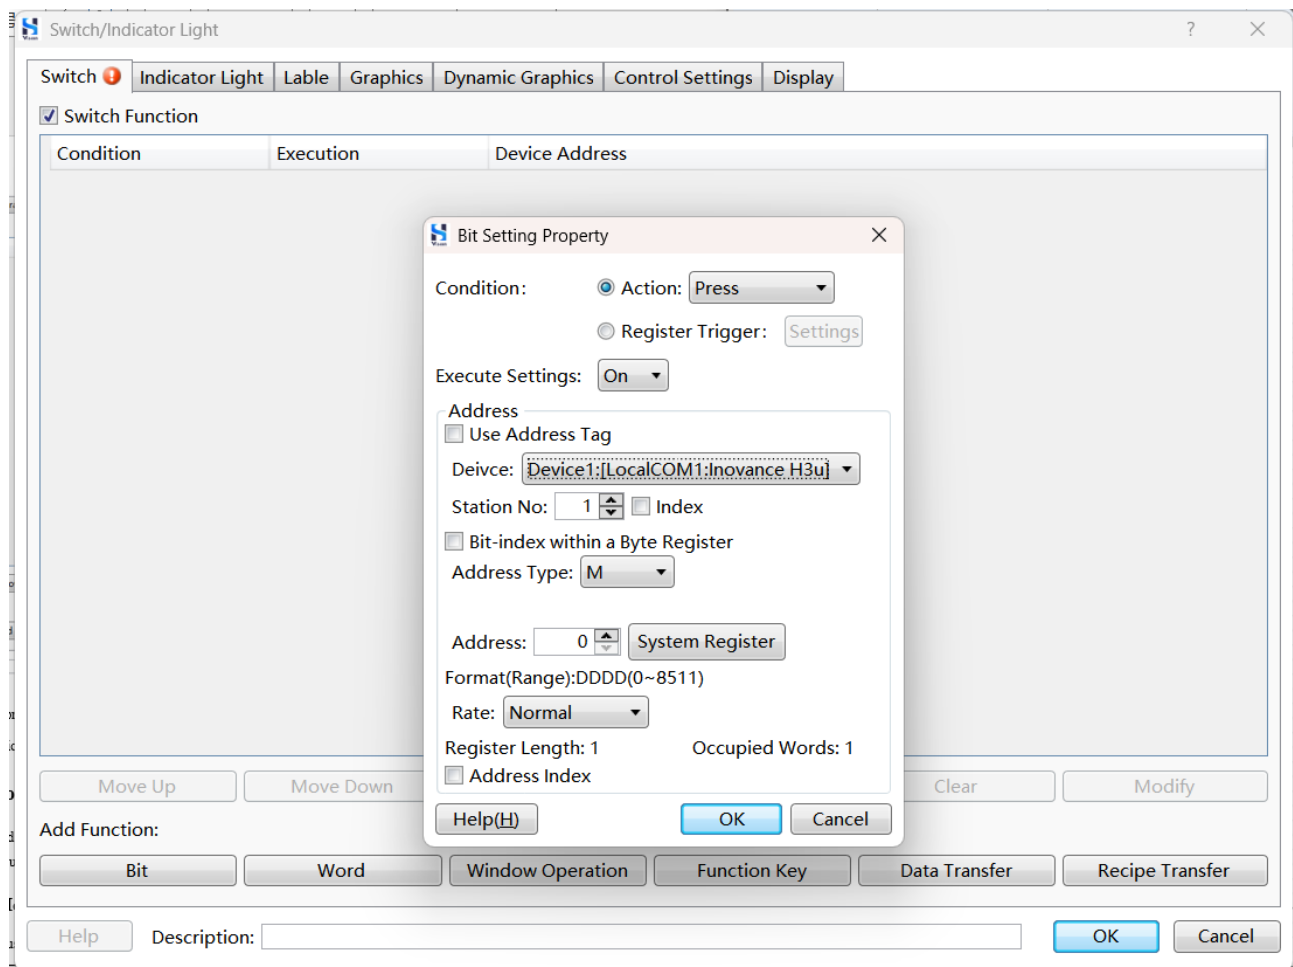 Switch/Indicator Light
Switch Indicator Light Lable Graphics Dynamic Graphics Control Settings Display
Switch Function
Condition Execution Device Address
Bit Setting Property
Condition: Action: Press
Register Trigger: Settings
Execute Settings: On
Address
Use Address Tag
Deivce: Device1:[LocalCOM1:Inovance H3u]
Station No: 1 Index
Bit-index within a Byte Register
Address Type: M
Address: 0 System Register
Format(Range):DDDD(0~8511)
Rate: Normal
Register Length: 1 Occupied Words: 1
Address Index
Help(H) OK Cancel
Move Up Move Down Clear Modify
Add Function:
Bit Word Window Operation Function Key Data Transfer Recipe Transfer
Help Description: OK Cancel